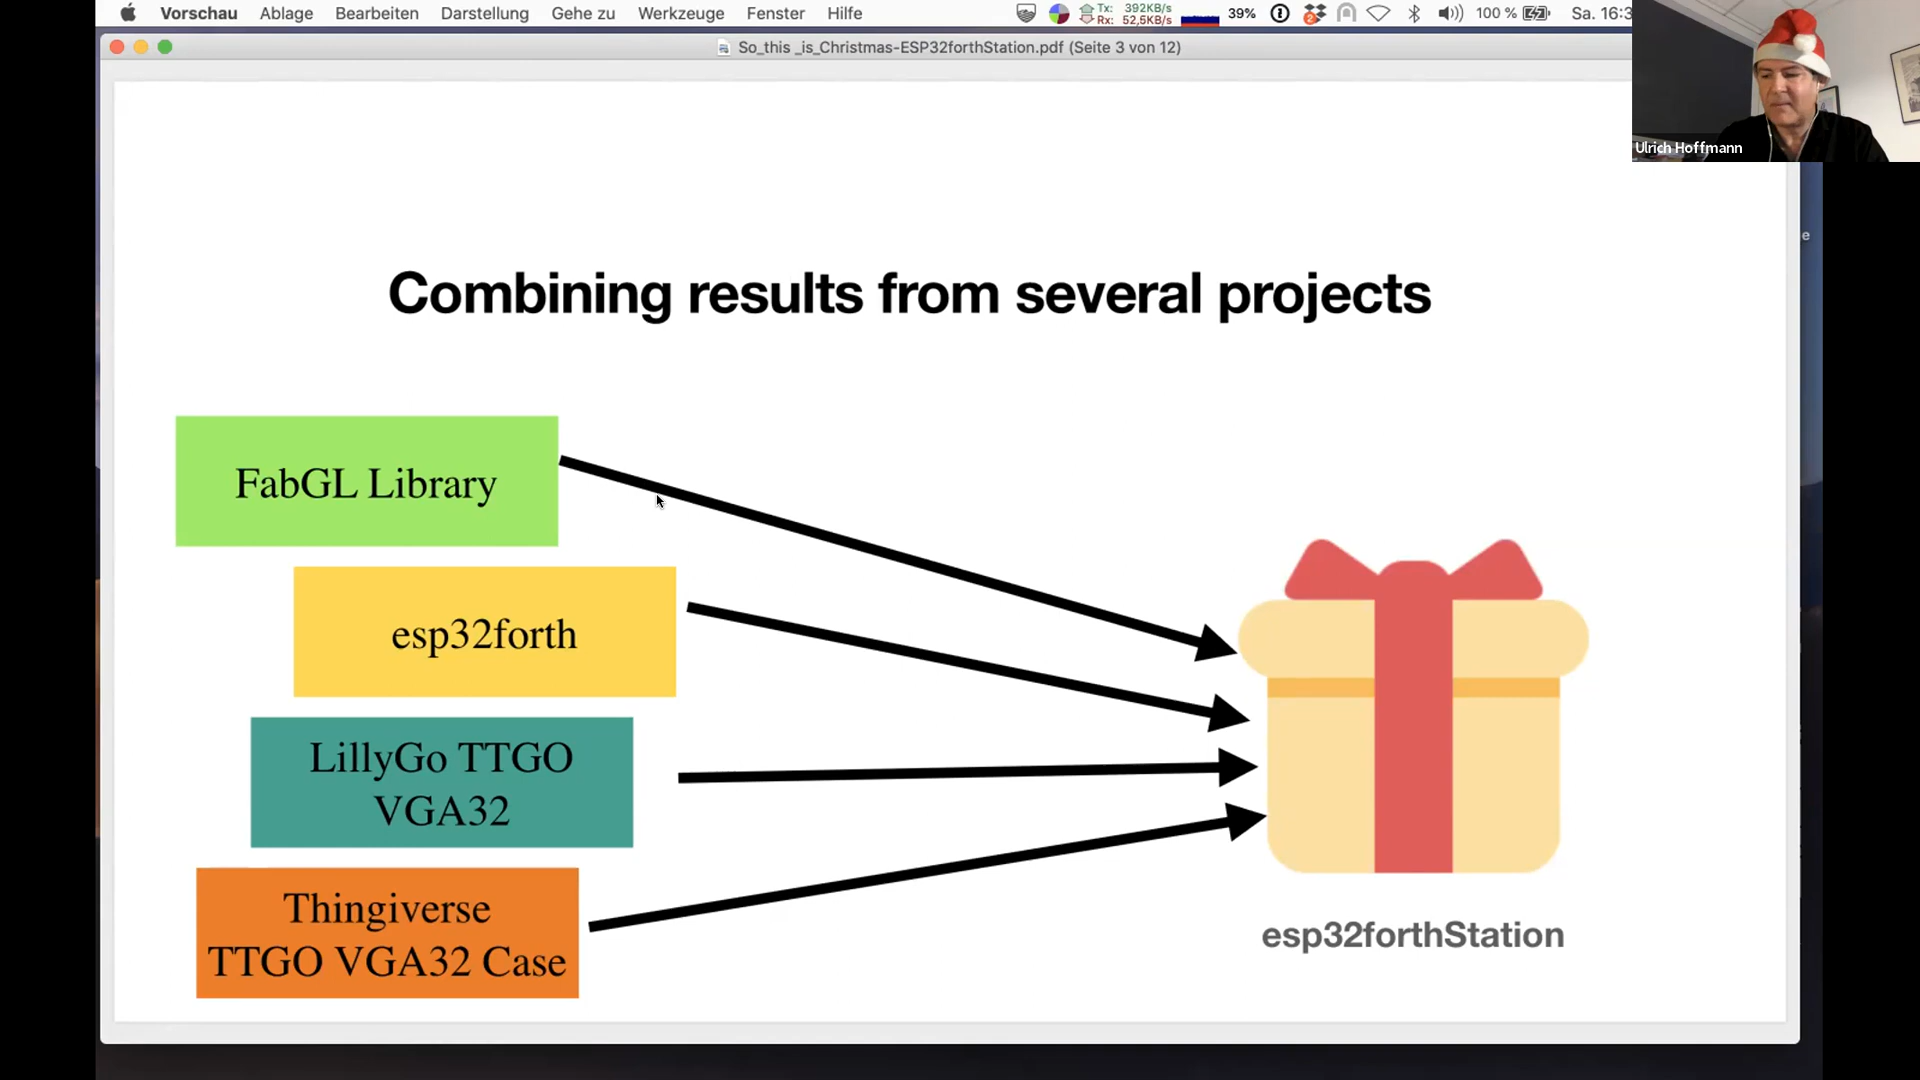 Vorschau Ablage Bearbeiten Darstellung Gehe zu Werkzeuge Fenster Hilfe
Tx: 392KB/s
Rx: 52,5KB/s
39%
100 %
Sa. 16:3
So_this _is_Christmas-ESP32forthStation.pdf (Seite 3 von 12)
Ulrich Hoffmann
e
Combining results from several projects
FabGL Library
esp32forth
LillyGo TTGO
VGA32
Thingiverse
TTGO VGA32 Case
esp32forthStation